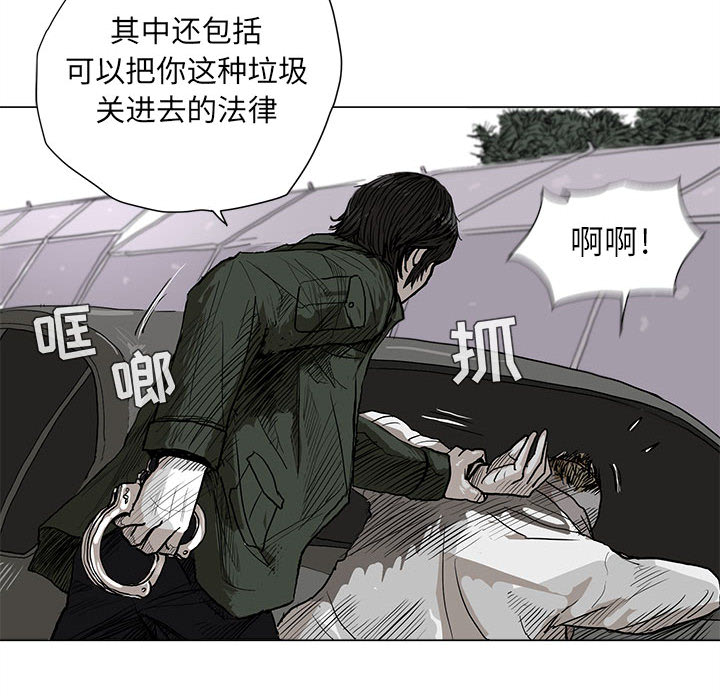 其中还包括
可以把你这种垃圾
关进去的法律
啊啊!
哐
啷
抓